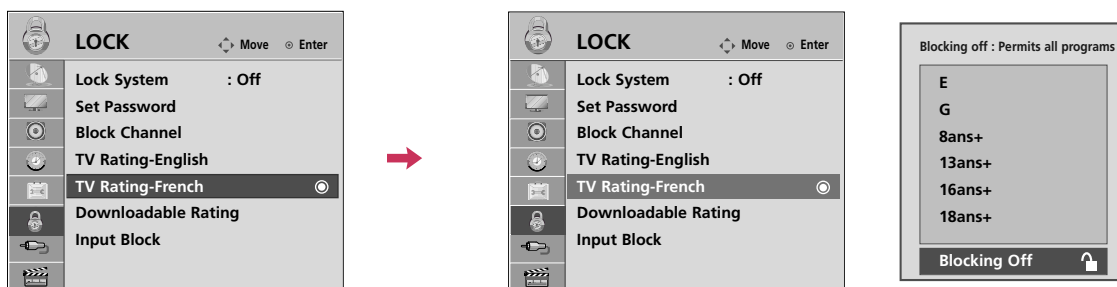 LOCK Move Enter
Lock System : Off
Set Password
Block Channel
TV Rating-English
TV Rating-French
Downloadable Rating
Input Block
LOCK Move Enter
Lock System : Off
Set Password
Block Channel
TV Rating-English
TV Rating-French
Downloadable Rating
Input Block
Blocking off : Permits all programs
E
G
8ans+
13ans+
16ans+
18ans+
Blocking Off